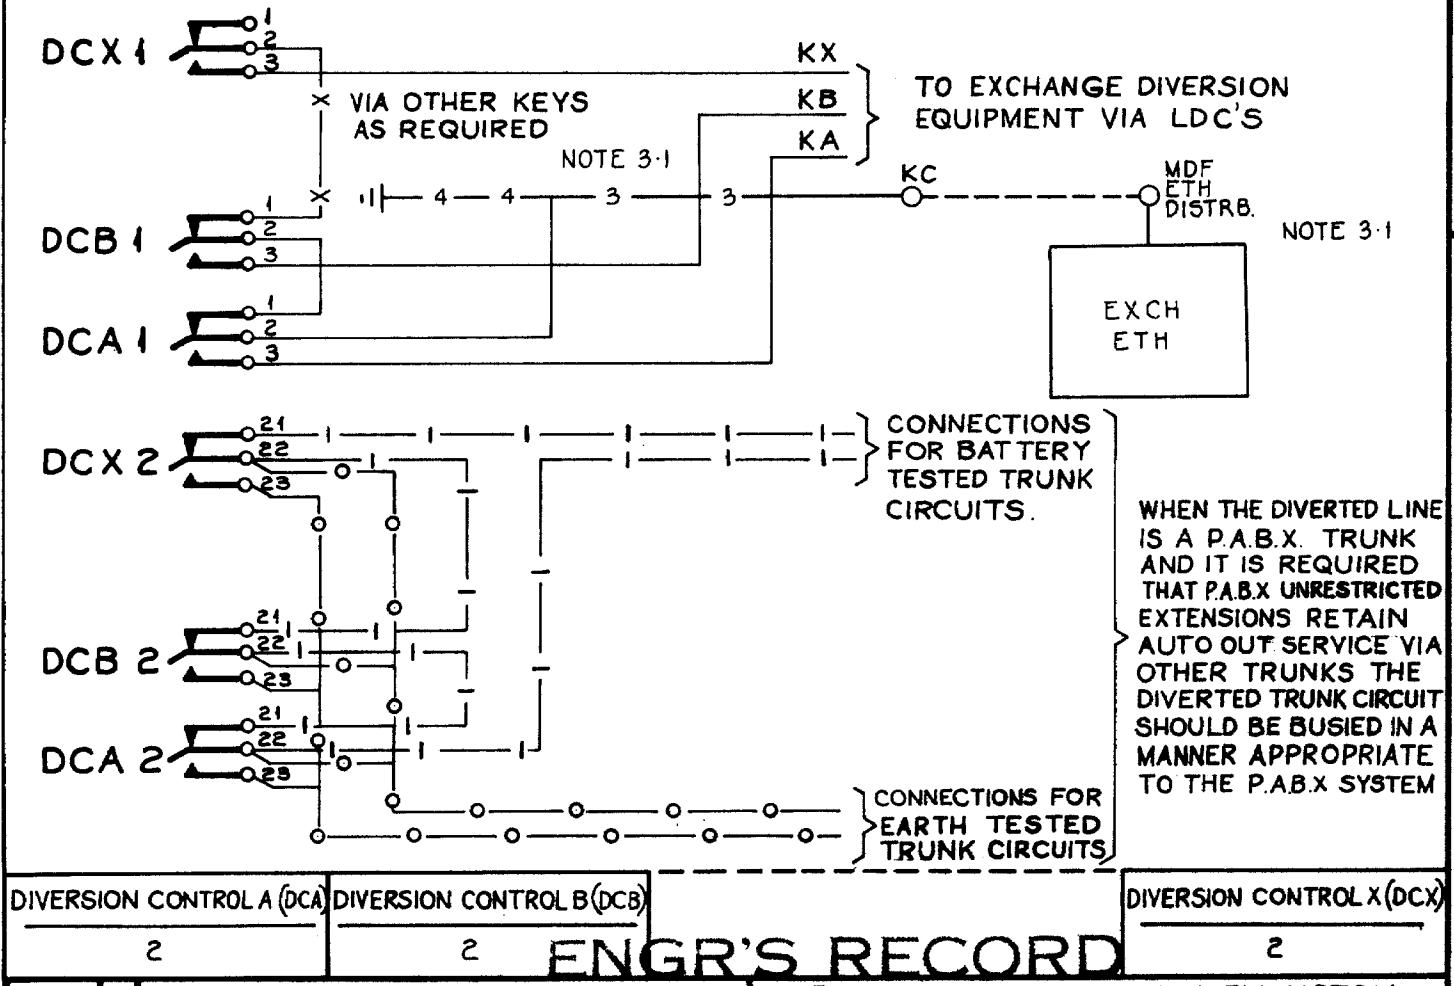 DCX 1
1
2
3
KX
VIA OTHER KEYS
AS REQUIRED
KB
KA
TO EXCHANGE DIVERSION
EQUIPMENT VIA LDC'S
NOTE 3·1
4 4 3 3
KC
MDF
ETH
DISTRB.
NOTE 3·1
DCB 1
1
2
3
DCA 1
1
2
3
EXCH
ETH
DCX 2
21
22
23
CONNECTIONS
FOR BATTERY
TESTED TRUNK
CIRCUITS.
DCB 2
21
22
23
DCA 2
21
22
23
WHEN THE DIVERTED LINE
IS A P.A.B.X. TRUNK
AND IT IS REQUIRED
THAT P.A.B.X UNRESTRICTED
EXTENSIONS RETAIN
AUTO OUT SERVICE VIA
OTHER TRUNKS THE
DIVERTED TRUNK CIRCUIT
SHOULD BE BUSIED IN A
MANNER APPROPRIATE
TO THE P.A.B.X SYSTEM
CONNECTIONS FOR
EARTH TESTED
TRUNK CIRCUITS
DIVERSION CONTROL A (DCA)
2
DIVERSION CONTROL B (DCB)
2
ENGR'S RECORD
DIVERSION CONTROL X (DCX)
2